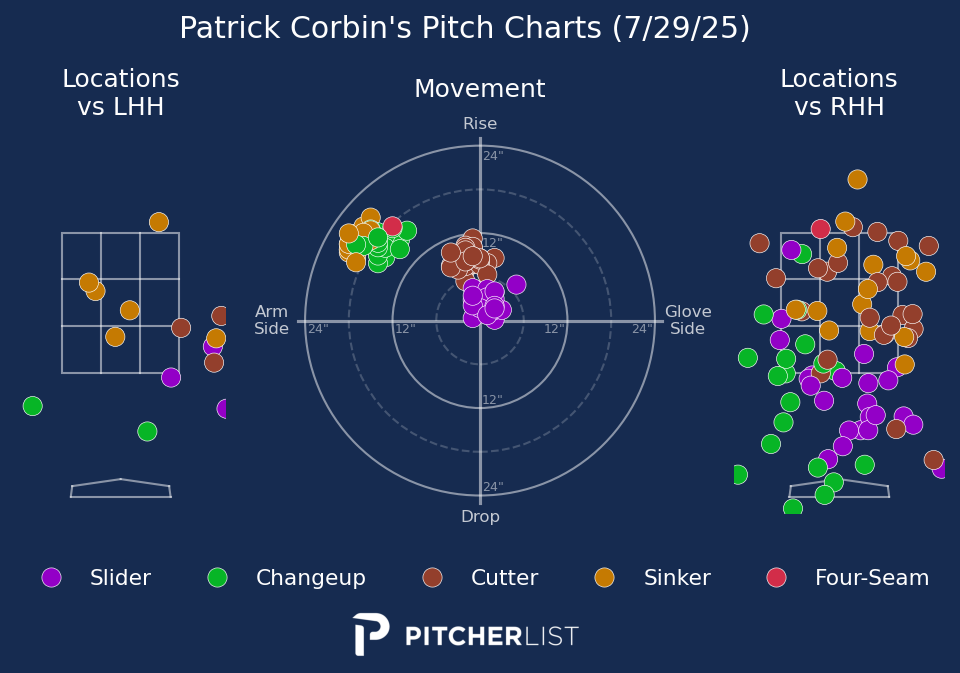 Patrick Corbin's Pitch Charts (7/29/25)
Locations
vs LHH
Movement
Locations
vs RHH
Rise
24"
12"
Arm
Side
24"
12"
12"
24"
Glove
Side
12"
24"
Drop
Slider
Changeup
Cutter
Sinker
Four-Seam
PITCHERLIST